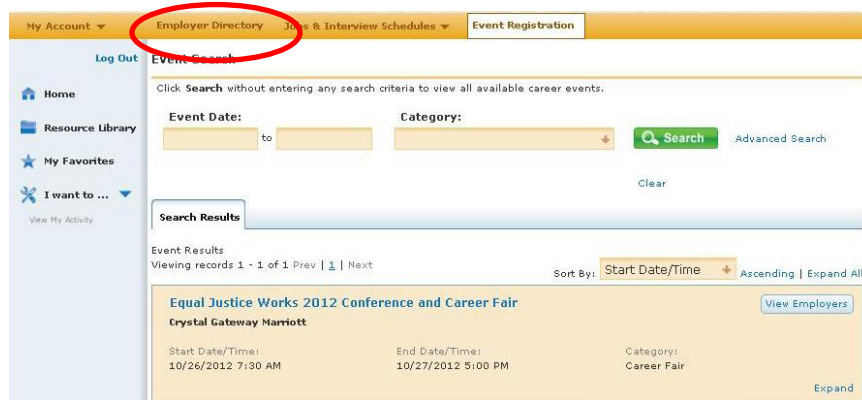 My Account Employer Directory Jobs & Interview Schedules Event Registration
Log Out
Home
Resource Library
My Favorites
I want to ...
View My Activity
Event Search
Click Search without entering any search criteria to view all available career events.
Event Date: Category:
to Search Advanced Search
Clear
Search Results
Event Results
Viewing records 1 - 1 of 1 Prev | 1 | Next
Sort By: Start Date/Time Ascending | Expand All
Equal Justice Works 2012 Conference and Career Fair View Employers
Crystal Gateway Marriott
Start Date/Time: End Date/Time: Category:
10/26/2012 7:30 AM 10/27/2012 5:00 PM Career Fair
Expand